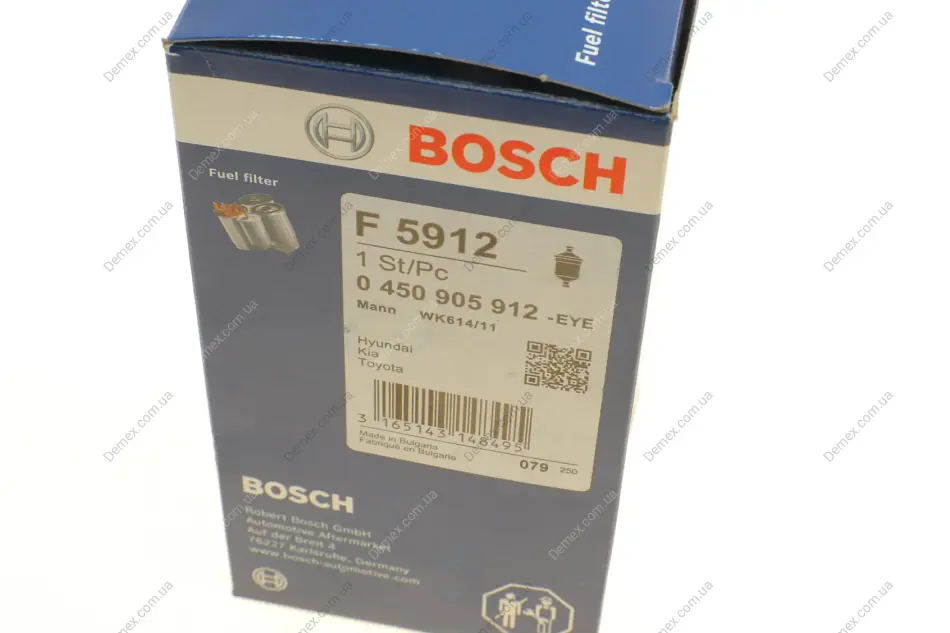 Fuel filter
BOSCH
Fuel filter
F 5912
1 St/Pc
0 450 905 912 -EYE
Mann WK614/11
Hyundai
Kia
Toyota
3 165143 148495
Made in Bulgaria
Fabriqué en Bulgarie
079 250
BOSCH
Robert Bosch GmbH
Automotive Aftermarket
Auf der Breit 4
76227 Karlsruhe, Germany
www.bosch-automotive.com
Demex.com.ua